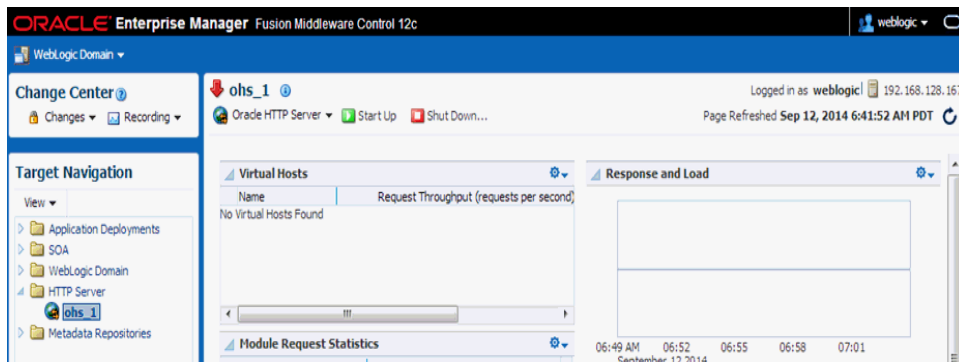 ORACLE Enterprise Manager Fusion Middleware Control 12c
weblogic
WebLogic Domain
Change Center
Changes Recording
ohs_1
Logged in as weblogic 192.168.128.167
Oracle HTTP Server Start Up Shut Down...
Page Refreshed Sep 12, 2014 6:41:52 AM PDT
Target Navigation
View
Application Deployments
SOA
WebLogic Domain
HTTP Server
ohs_1
Metadata Repositories
Virtual Hosts
Name Request Throughput (requests per second)
No Virtual Hosts Found
Module Request Statistics
Response and Load
06:49 AM 06:52 06:55 06:58 07:01
September 12 2014